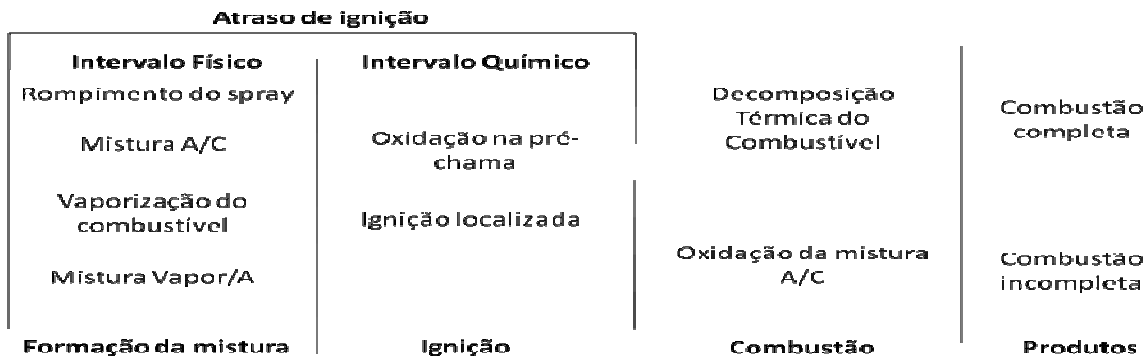 Atraso de ignição
Intervalo Físico
Rompimento do spray
Mistura A/C
Vaporização do
combustível
Mistura Vapor/A
Formação da mistura
Intervalo Químico
Oxidação na pré-
chama
Ignição localizada
Ignição
Decomposição
Térmica do
Combustível
Oxidação da mistura
A/C
Combustão
Combustão
completa
Combustão
incompleta
Produtos